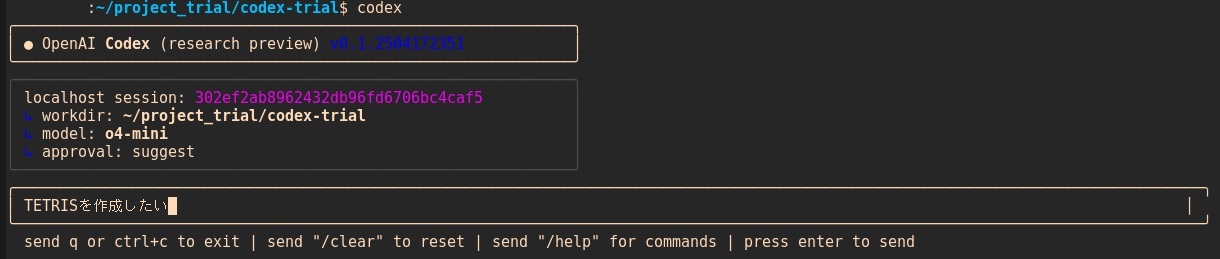 :~/project_trial/codex-trial$ codex
● OpenAI Codex (research preview) v0.1.2504172351
localhost session: 302ef2ab8962432db96fd6706bc4caf5
↳ workdir: ~/project_trial/codex-trial
↳ model: o4-mini
↳ approval: suggest
TETRISを作成したい
send q or ctrl+c to exit | send "/clear" to reset | send "/help" for commands | press enter to send